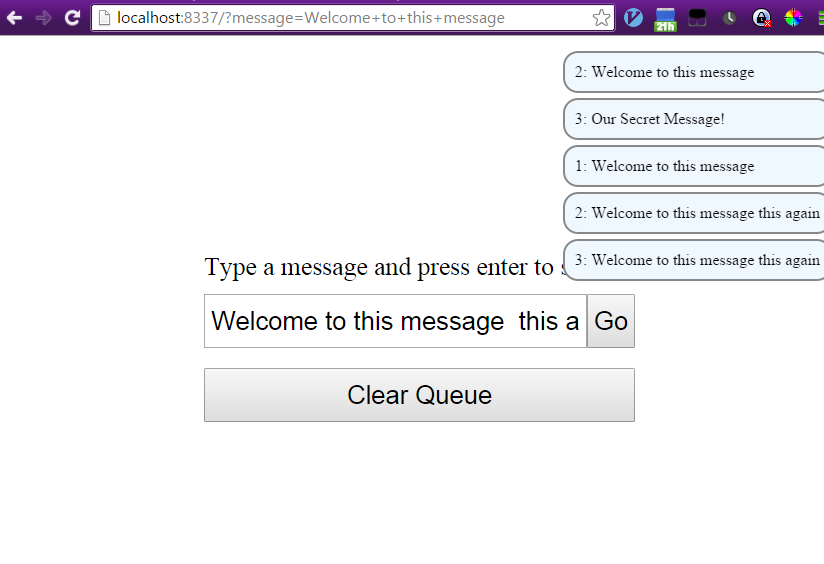 localhost:8337/?message=Welcome+to+this+message
21h
2: Welcome to this message
3: Our Secret Message!
1: Welcome to this message
2: Welcome to this message this again
3: Welcome to this message this again
Type a message and press enter to
Welcome to this message  this a
Go
Clear Queue